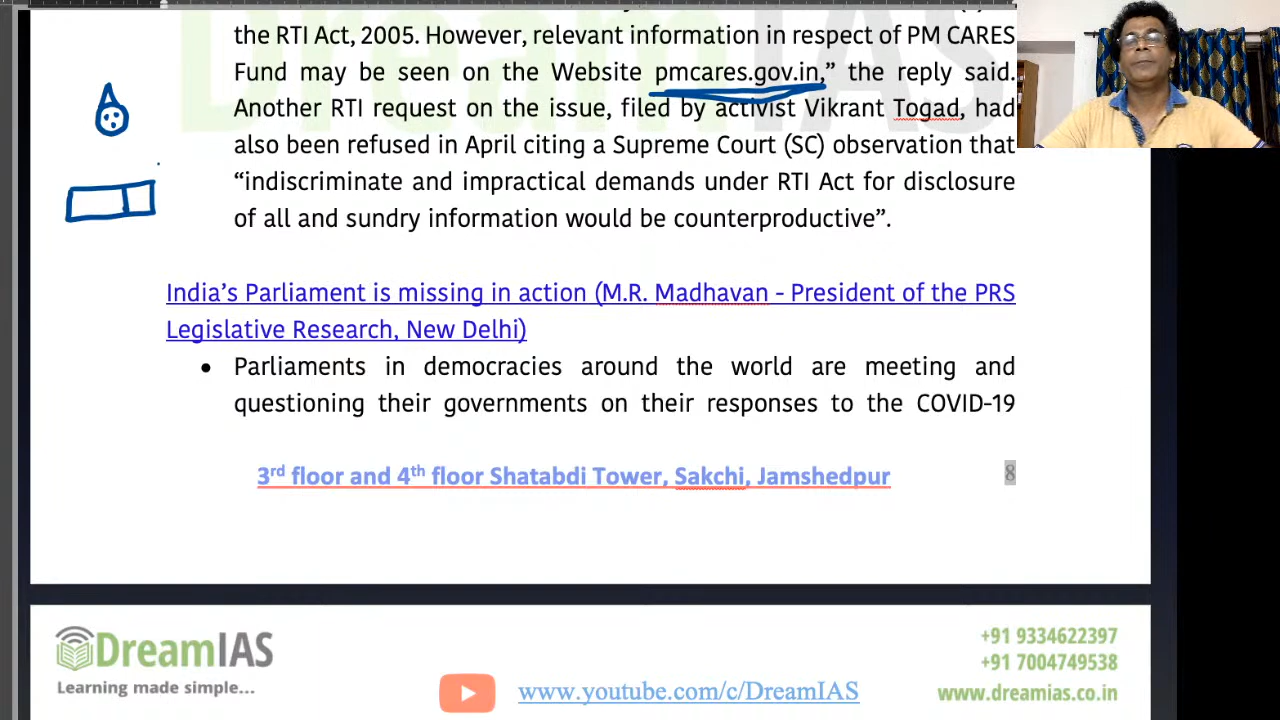 the RTI Act, 2005. However, relevant information in respect of PM CARES
Fund may be seen on the Website pmcares.gov.in,” the reply said.
Another RTI request on the issue, filed by activist Vikrant Togad, had
also been refused in April citing a Supreme Court (SC) observation that
“indiscriminate and impractical demands under RTI Act for disclosure
of all and sundry information would be counterproductive”.
India’s Parliament is missing in action (M.R. Madhavan - President of the PRS
Legislative Research, New Delhi)
• Parliaments in democracies around the world are meeting and
questioning their governments on their responses to the COVID-19
3rd floor and 4th floor Shatabdi Tower, Sakchi, Jamshedpur
8
DreamIAS
Learning made simple...
www.youtube.com/c/DreamIAS
+91 9334622397
+91 7004749538
www.dreamias.co.in